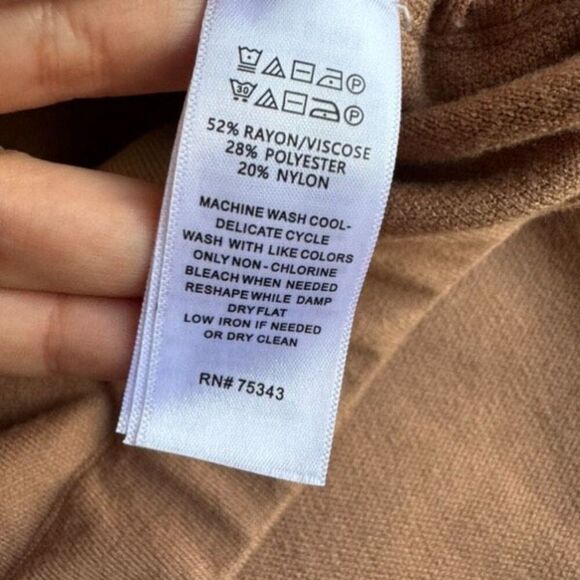 30
52% RAYON/VISCOSE
28% POLYESTER
20% NYLON
MACHINE WASH COOL-
DELICATE CYCLE
WASH WITH LIKE COLORS
ONLY NON-CHLORINE
BLEACH WHEN NEEDED
RESHAPE WHILE DAMP
DRY FLAT
LOW IRON IF NEEDED
OR DRY CLEAN
RN# 75343